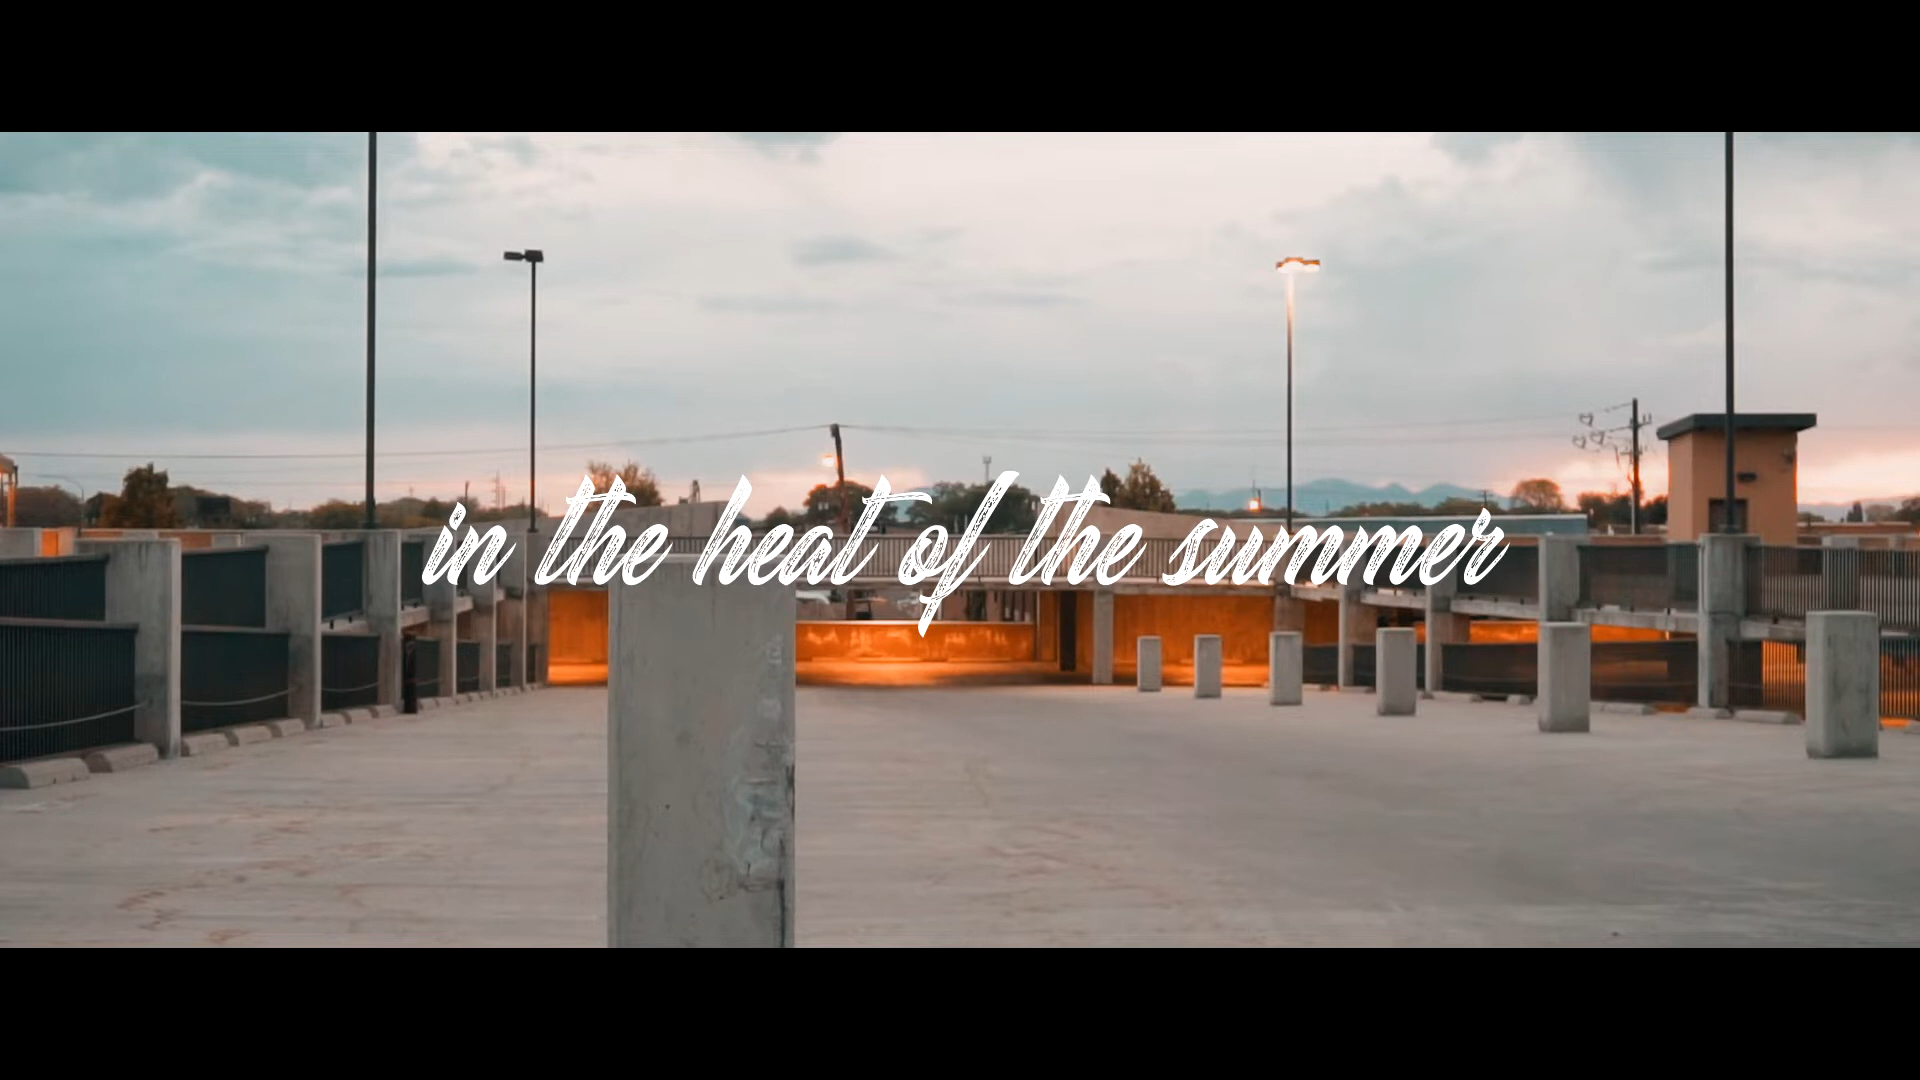 in the heat of the summer